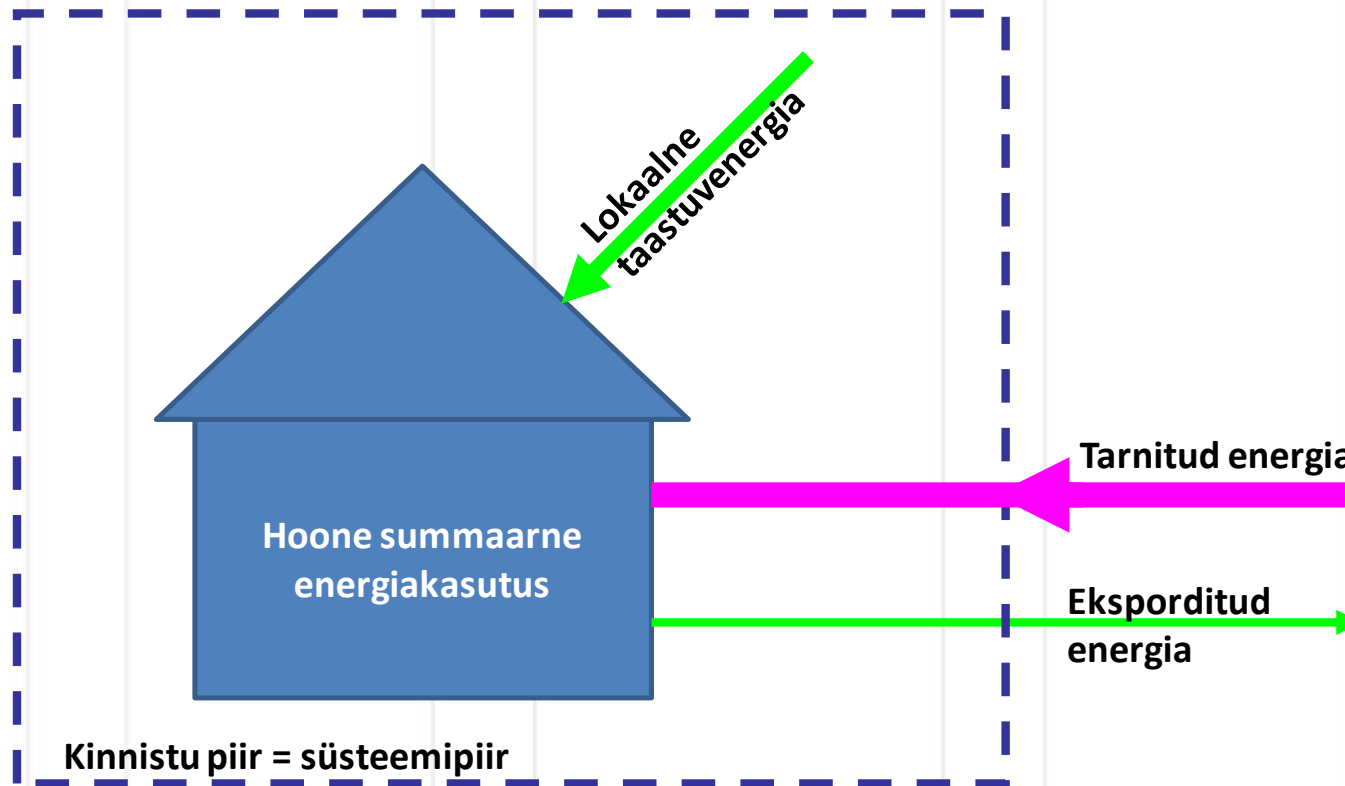 Lokaalne
taastuvenergia
Tarnitud energia
Hoone summaarne
energiakasutus
Eksporditud
energia
Kinnistu piir = süsteemipiir